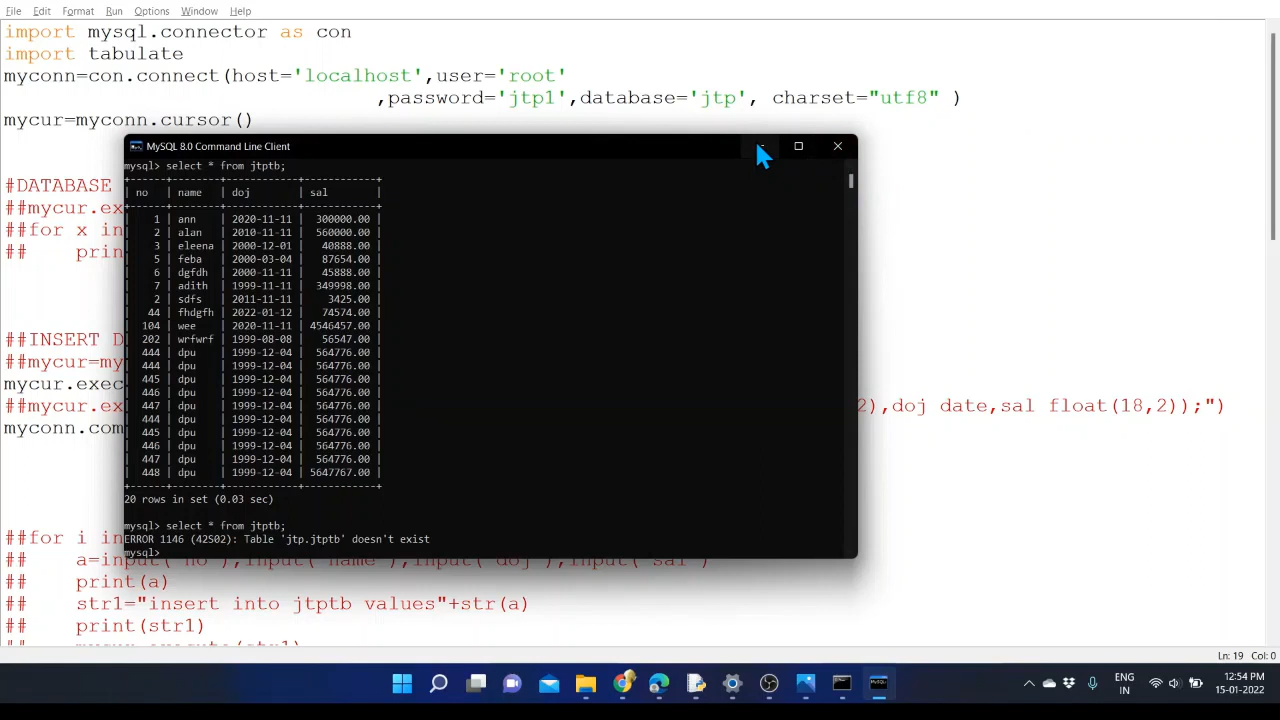 File Edit Format Run Options Window Help
import mysql.connector as con
import tabulate
myconn=con.connect(host='localhost',user='root'
,password='jtp1',database='jtp', charset="utf8" )
mycur=myconn.cursor()
MySQL 8.0 Command Line Client
mysql> select * from jtptb;
#DATABASE
| no | name | doj | sal |
##mycur.ex
| 1 | ann | 2020-11-11 | 300000.00 |
##for x in
| 2 | alan | 2010-11-11 | 560000.00 |
| 3 | eleena | 2000-12-01 | 40888.00 |
## prin
| 5 | feba | 2000-03-04 | 87654.00 |
| 6 | dgfdh | 2000-11-11 | 45888.00 |
| 7 | adith | 1999-11-11 | 349998.00 |
| 2 | sdfs | 2011-11-11 | 3425.00 |
| 44 | fhdgfh | 2022-01-12 | 74574.00 |
| 104 | wee | 2020-11-11 | 4546457.00 |
##INSERT D
| 202 | wrfwrf | 1999-08-08 | 56547.00 |
| 444 | dpu | 1999-12-04 | 564776.00 |
##mycur=my
| 444 | dpu | 1999-12-04 | 564776.00 |
| 445 | dpu | 1999-12-04 | 564776.00 |
mycur.exec
| 446 | dpu | 1999-12-04 | 564776.00 |
| 447 | dpu | 1999-12-04 | 564776.00 |
##mycur.ex 2),doj date,sal float(18,2));")
| 444 | dpu | 1999-12-04 | 564776.00 |
myconn.com
| 445 | dpu | 1999-12-04 | 564776.00 |
| 446 | dpu | 1999-12-04 | 564776.00 |
| 447 | dpu | 1999-12-04 | 564776.00 |
| 448 | dpu | 1999-12-04 | 5647767.00 |
20 rows in set (0.03 sec)
mysql> select * from jtptb;
##for i in
ERROR 1146 (42S02): Table 'jtp.jtptb' doesn't exist
mysql>
## a=input("no"),input("name"),input("doj"),input("sal")
## print(a)
## str1="insert into jtptb values"+str(a)
## print(str1)
## mycur.execute(str1)
Ln: 19 Col: 0
ENG
IN
12:54 PM
15-01-2022